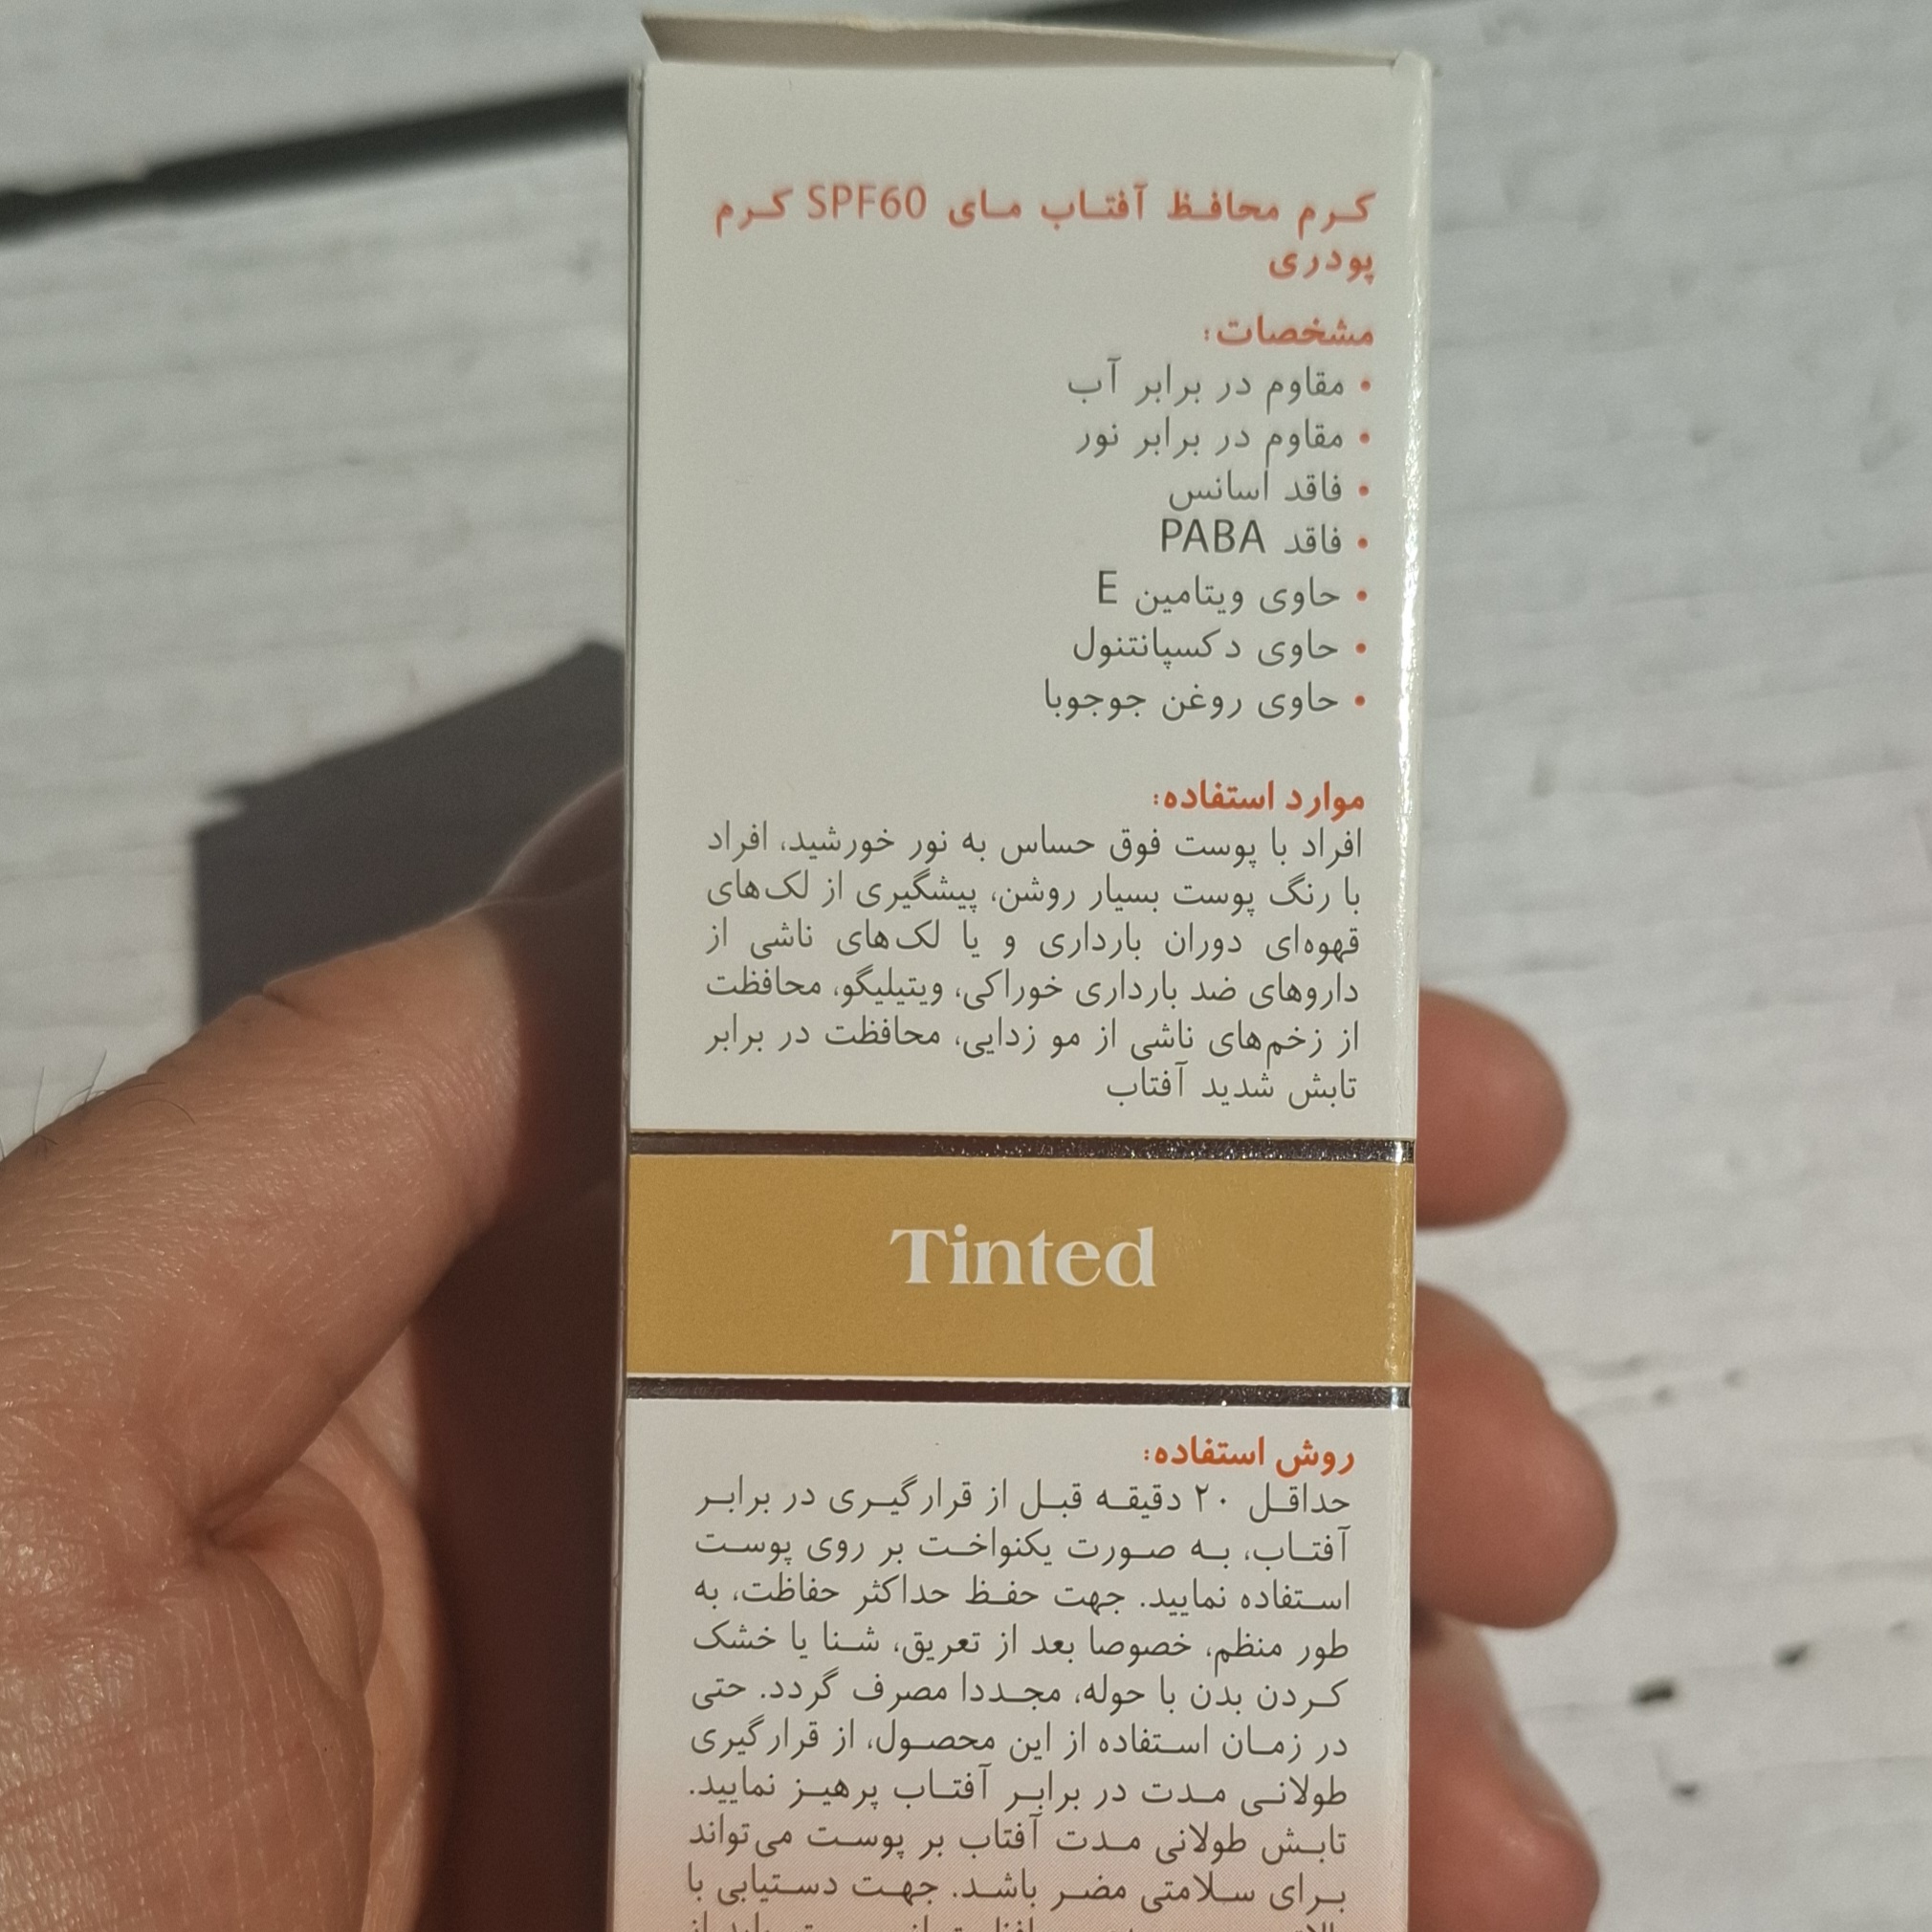 کرم محافظ آفتاب مای SPF60 کرم
پودری
مشخصات:
• مقاوم در برابر آب
• مقاوم در برابر نور
• فاقد اسانس
• فاقد PABA
• حاوی ویتامین E
• حاوی دکسپانتنول
• حاوی روغن جوجوبا
موارد استفاده:
افراد با پوست فوق حساس به نور خورشید، افراد
با رنگ پوست بسیار روشن، پیشگیری از لک‌های
قهوه‌ای دوران بارداری و یا لک‌های ناشی از
داروهای ضد بارداری خوراکی، ویتیلیگو، محافظت
از زخم‌های ناشی از مو زدایی، محافظت در برابر
تابش شدید آفتاب
Tinted
روش استفاده:
حداقل ۲۰ دقیقه قبل از قرارگیری در برابر
آفتاب، به صورت یکنواخت بر روی پوست
استفاده نمایید. جهت حفظ حداکثر حفاظت، به
طور منظم، خصوصا بعد از تعریق، شنا یا خشک
کردن بدن با حوله، مجددا مصرف گردد. حتی
در زمان استفاده از این محصول، از قرارگیری
طولانی مدت در برابر آفتاب پرهیز نمایید.
تابش طولانی مدت آفتاب بر پوست می‌تواند
برای سلامتی مضر باشد. جهت دستیابی با